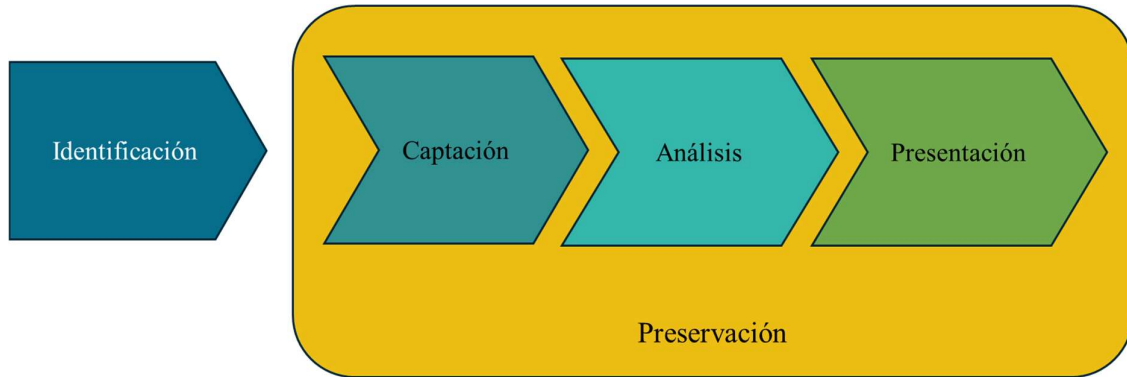 Identificación
Captación
Análisis
Presentación
Preservación